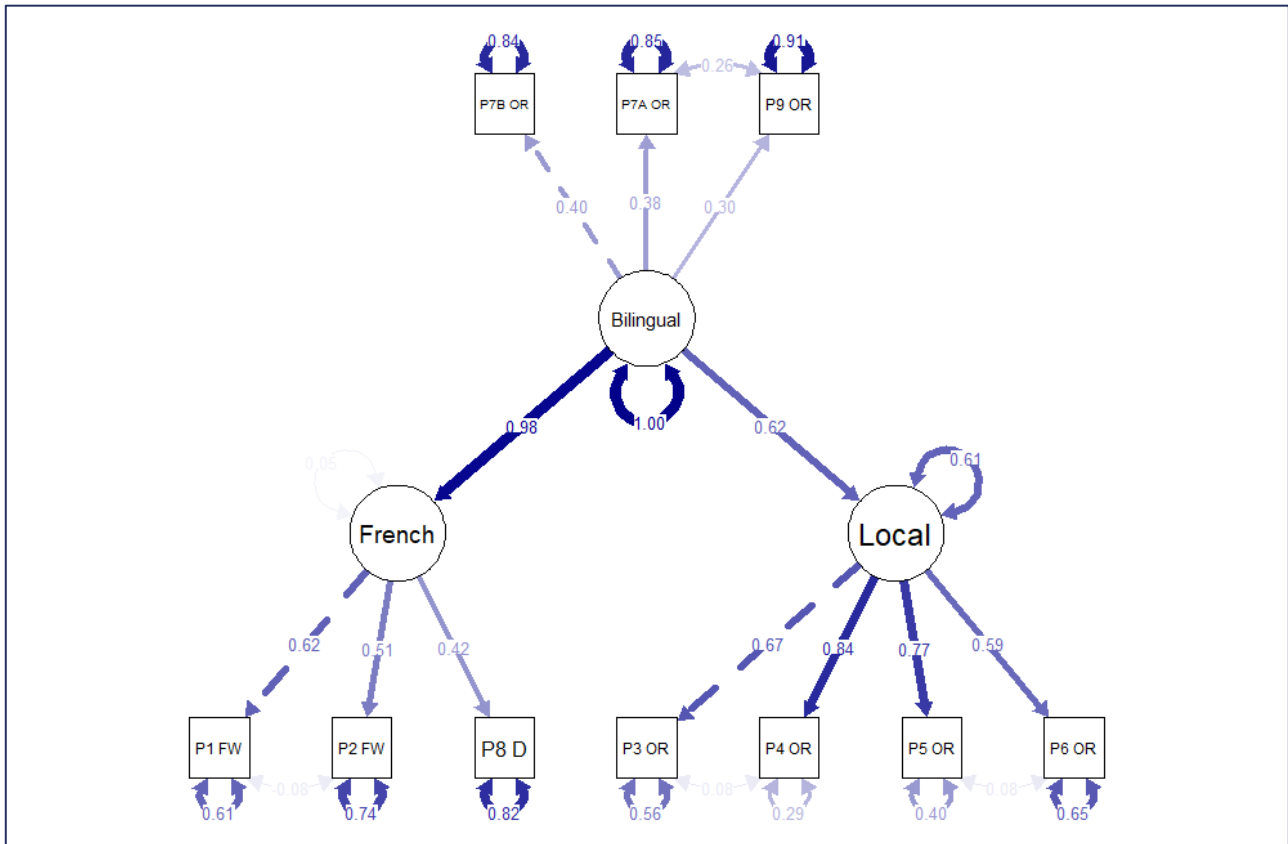 0.84 0.85 0.91
0.26
P7B OR P7A OR P9 OR
0.40 0.38 0.30
Bilingual
0.98 1.00 0.62
0.05 0.61
French Local
0.62 0.51 0.42 0.67 0.84 0.77 0.59
P1 FW P2 FW P8 D P3 OR P4 OR P5 OR P6 OR
0.08 0.08 0.08
0.61 0.74 0.82 0.56 0.29 0.40 0.65